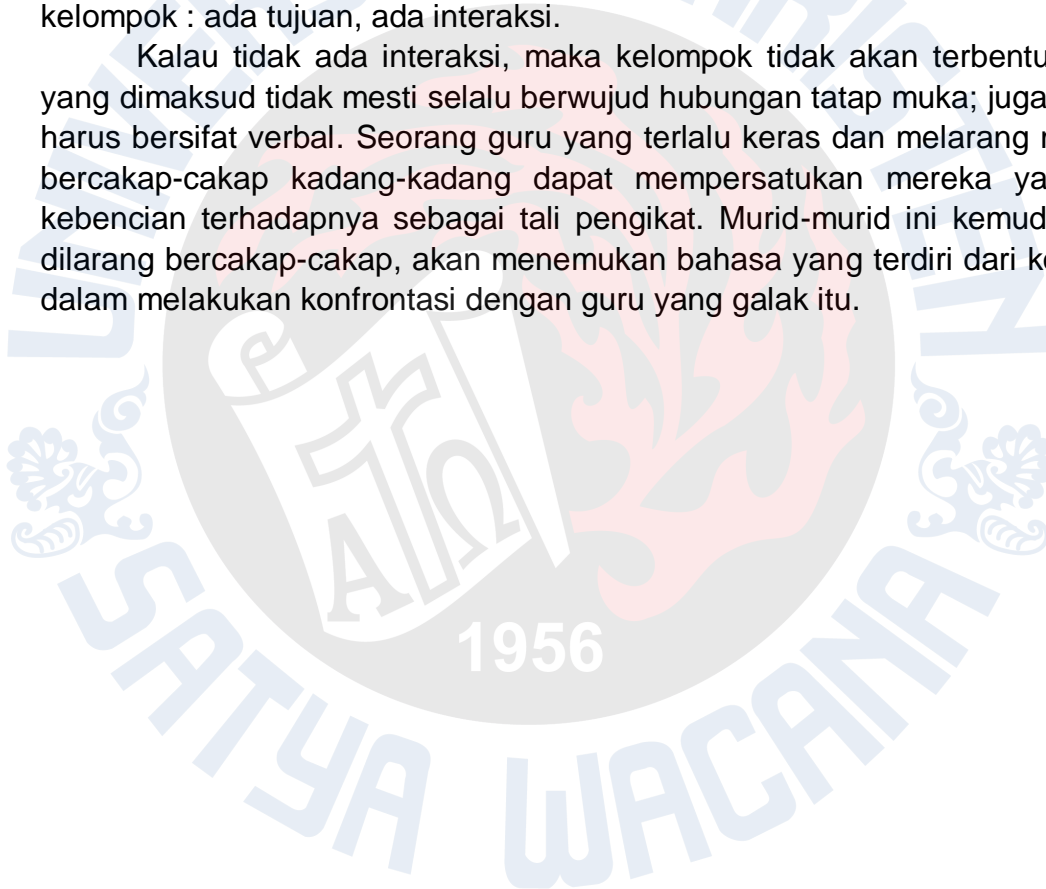 kelompok : ada tujuan, ada interaksi.
Kalau tidak ada interaksi, maka kelompok tidak akan
yang dimaksud tidak mesti selalu berwujud hubungan tatap muka; juga
harus bersifat verbal. Seorang guru yang terlalu keras dan melarang
bercakap-cakap kadang-kadang dapat mempersatukan mereka
kebencian terhadapnya sebagai tali pengikat. Murid-murid ini
dilarang bercakap-cakap, akan menemukan bahasa yang terdiri dari
dalam melakukan konfrontasi dengan guru yang galak itu.
ΑΩ
1956
SATYA WACANA